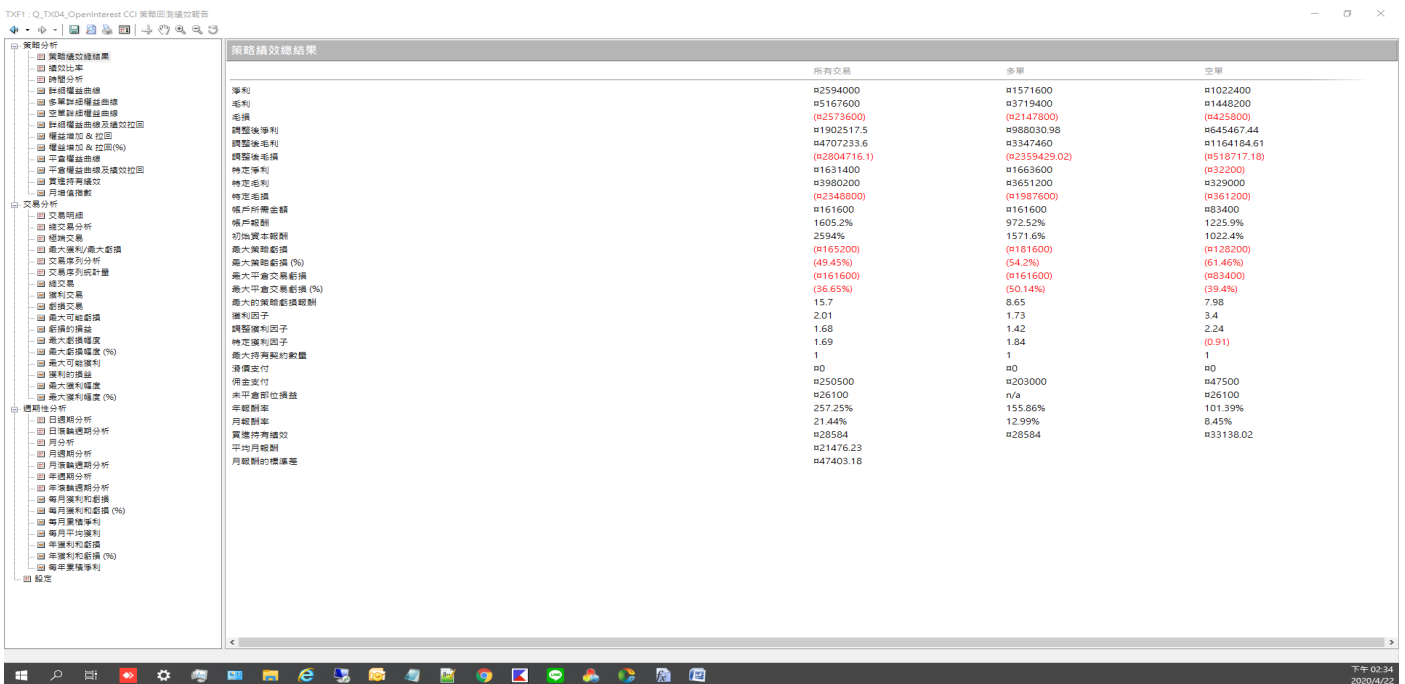 TXF1 : Q_TX04_OpenInterest CCI 策略回測績效報告
策略分析
策略績效總結果
績效比率
時間分析
詳細權益曲線
多單詳細權益曲線
空單詳細權益曲線
詳細權益曲線及績效拉回
權益增加 & 拉回
權益增加 & 拉回(%)
平倉權益曲線
平倉權益曲線及績效拉回
買進持有績效
月增值指數
交易分析
交易明細
總交易分析
極端交易
最大獲利/最大虧損
交易序列分析
交易序列統計量
總交易
獲利交易
虧損交易
最大可能虧損
虧損的損益
最大虧損幅度
最大虧損幅度 (%)
最大可能獲利
獲利的損益
最大獲利幅度
最大獲利幅度 (%)
週期性分析
日週期分析
日滾輪週期分析
月分析
月週期分析
月滾輪週期分析
年週期分析
年滾輪週期分析
每月獲利和虧損
每月獲利和虧損 (%)
每月累積淨利
每月平均獲利
年獲利和虧損
年獲利和虧損 (%)
每年累積淨利
設定
策略績效總結果
所有交易 多單 空單
淨利 ¤2594000 ¤1571600 ¤1022400
毛利 ¤5167600 ¤3719400 ¤1448200
毛損 (¤2573600) (¤2147800) (¤425800)
調整後淨利 ¤1902517.5 ¤988030.98 ¤645467.44
調整後毛利 ¤4707233.6 ¤3347460 ¤1164184.61
調整後毛損 (¤2804716.1) (¤2359429.02) (¤518717.18)
特定淨利 ¤1631400 ¤1663600 (¤32200)
特定毛利 ¤3980200 ¤3651200 ¤329000
特定毛損 (¤2348800) (¤1987600) (¤361200)
帳戶所需金額 ¤161600 ¤161600 ¤83400
帳戶報酬 1605.2% 972.52% 1225.9%
初始資本報酬 2594% 1571.6% 1022.4%
最大策略虧損 (¤165200) (¤181600) (¤128200)
最大策略虧損 (%) (49.45%) (54.2%) (61.46%)
最大平倉交易虧損 (¤161600) (¤161600) (¤83400)
最大平倉交易虧損 (%) (36.65%) (50.14%) (39.4%)
最大的策略虧損報酬 15.7 8.65 7.98
獲利因子 2.01 1.73 3.4
調整獲利因子 1.68 1.42 2.24
特定獲利因子 1.69 1.84 (0.91)
最大持有契約數量 1 1 1
滑價支付 ¤0 ¤0 ¤0
佣金支付 ¤250500 ¤203000 ¤47500
未平倉部位損益 ¤26100 n/a ¤26100
年報酬率 257.25% 155.86% 101.39%
月報酬率 21.44% 12.99% 8.45%
買進持有績效 ¤28584 ¤28584 ¤33138.02
平均月報酬 ¤21476.23
月報酬的標準差 ¤47403.18
下午 02:34
2020/4/22